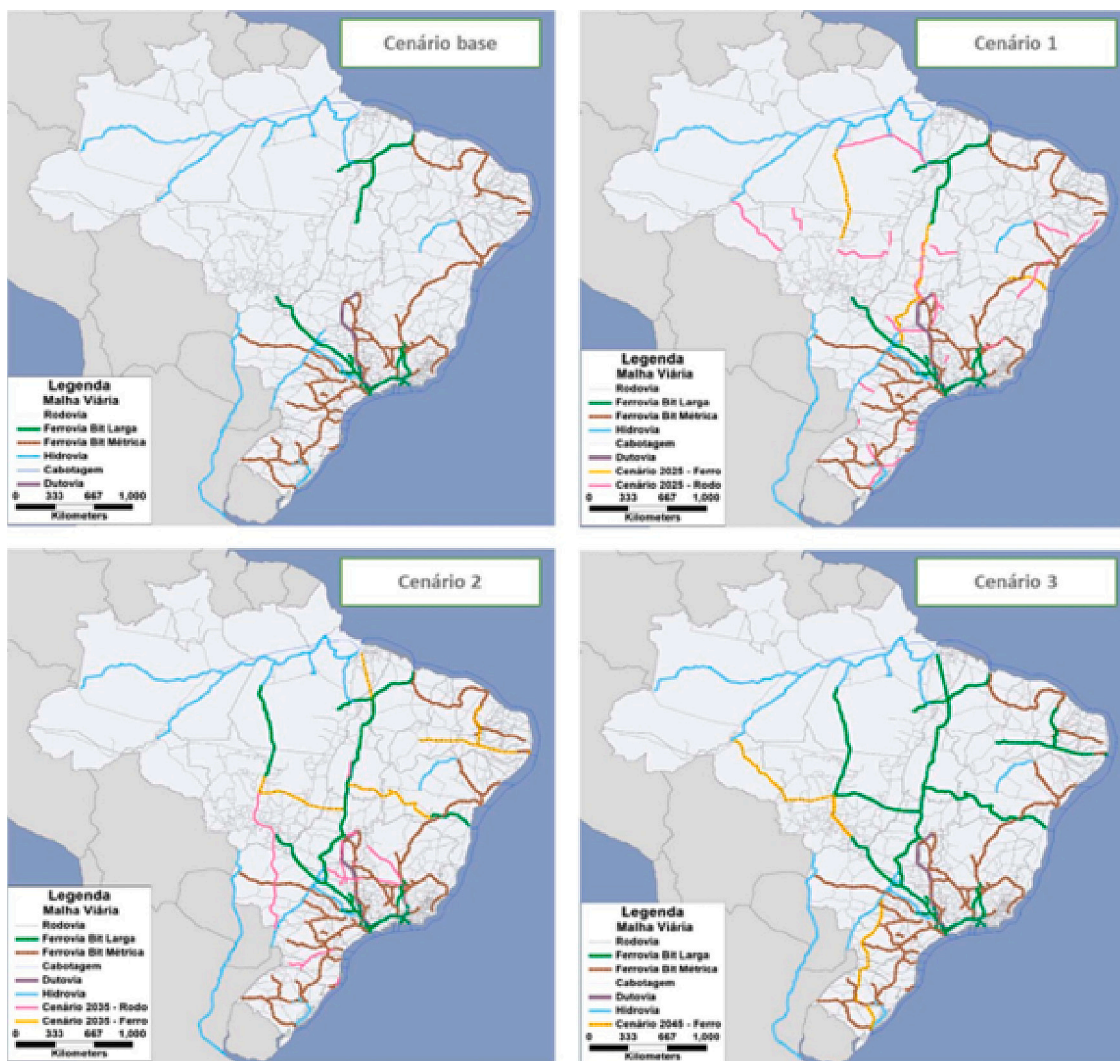 Cenário base
Legenda
Malha Viária
Rodovia
Ferrovia Bit Larga
Ferrovia Bit Métrica
Hidrovia
Cabotagem
Dutovia
0 333 667 1,000
Kilometers
Cenário 1
Legenda
Malha Viária
Rodovia
Ferrovia Bit Larga
Ferrovia Bit Métrica
Hidrovia
Cabotagem
Dutovia
Cenário 2025 - Ferro
Cenário 2025 - Rodo
0 333 667 1,000
Kilometers
Cenário 2
Legenda
Malha Viária
Rodovia
Ferrovia Bit Larga
Ferrovia Bit Métrica
Cabotagem
Dutovia
Hidrovia
Cenário 2035 - Rodo
Cenário 2035 - Ferro
0 333 667 1,000
Kilometers
Cenário 3
Legenda
Malha Viária
Rodovia
Ferrovia Bit Larga
Ferrovia Bit Métrica
Cabotagem
Dutovia
Hidrovia
Cenário 2045 - Ferro
0 333 667 1,000
Kilometers